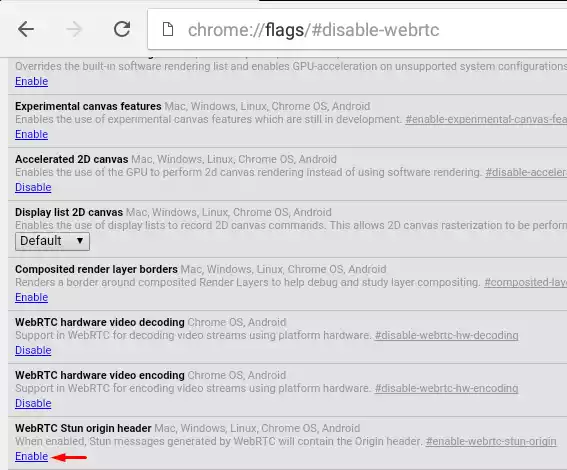 chrome://flags/#disable-webrtc
Overrides the built-in software rendering list and enables GPU-acceleration on unsupported system configurations
Enable
Experimental canvas features Mac, Windows, Linux, Chrome OS, Android
Enables the use of experimental canvas features which are still in development. #enable-experimental-canvas-fea
Enable
Accelerated 2D canvas Mac, Windows, Linux, Chrome OS, Android
Enables the use of the GPU to perform 2d canvas rendering instead of using software rendering. #disable-acceler
Disable
Display list 2D canvas Mac, Windows, Linux, Chrome OS, Android
Enables the use of display lists to record 2D canvas commands. This allows 2D canvas rasterization to be perform
Default
Composited render layer borders Mac, Windows, Linux, Chrome OS, Android
Renders a border around composited Render Layers to help debug and study layer compositing. #composited-lay
Enable
WebRTC hardware video decoding Chrome OS, Android
Support in WebRTC for decoding video streams using platform hardware. #disable-webrtc-hw-decoding
Disable
WebRTC hardware video encoding Chrome OS, Android
Support in WebRTC for encoding video streams using platform hardware. #disable-webrtc-hw-encoding
Disable
WebRTC Stun origin header Mac, Windows, Linux, Chrome OS, Android
When enabled, Stun messages generated by WebRTC will contain the Origin header. #enable-webrtc-stun-origin
Enable